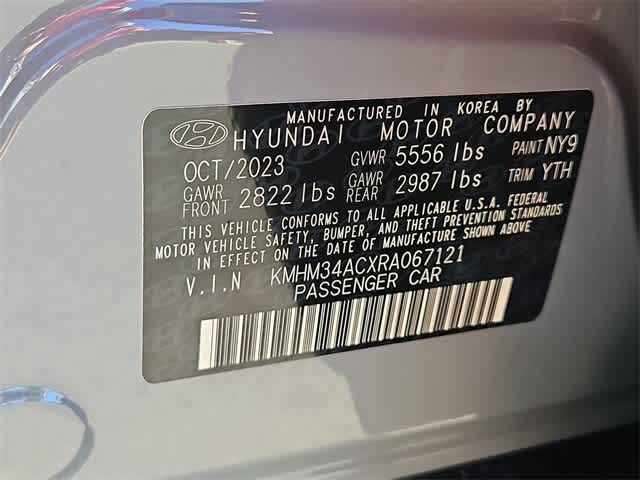 MANUFACTURED IN KOREA BY
HYUNDAI MOTOR COMPANY
OCT/2023 GVWR 5556 lbs PAINT NY9
GAWR FRONT 2822 lbs GAWR REAR 2987 lbs TRIM YTH
THIS VEHICLE CONFORMS TO ALL APPLICABLE U.S.A. FEDERAL
MOTOR VEHICLE SAFETY, BUMPER, AND THEFT PREVENTION STANDARDS
IN EFFECT ON THE DATE OF MANUFACTURE SHOWN ABOVE.
V.I.N KMHM34ACXRA067121
PASSENGER CAR